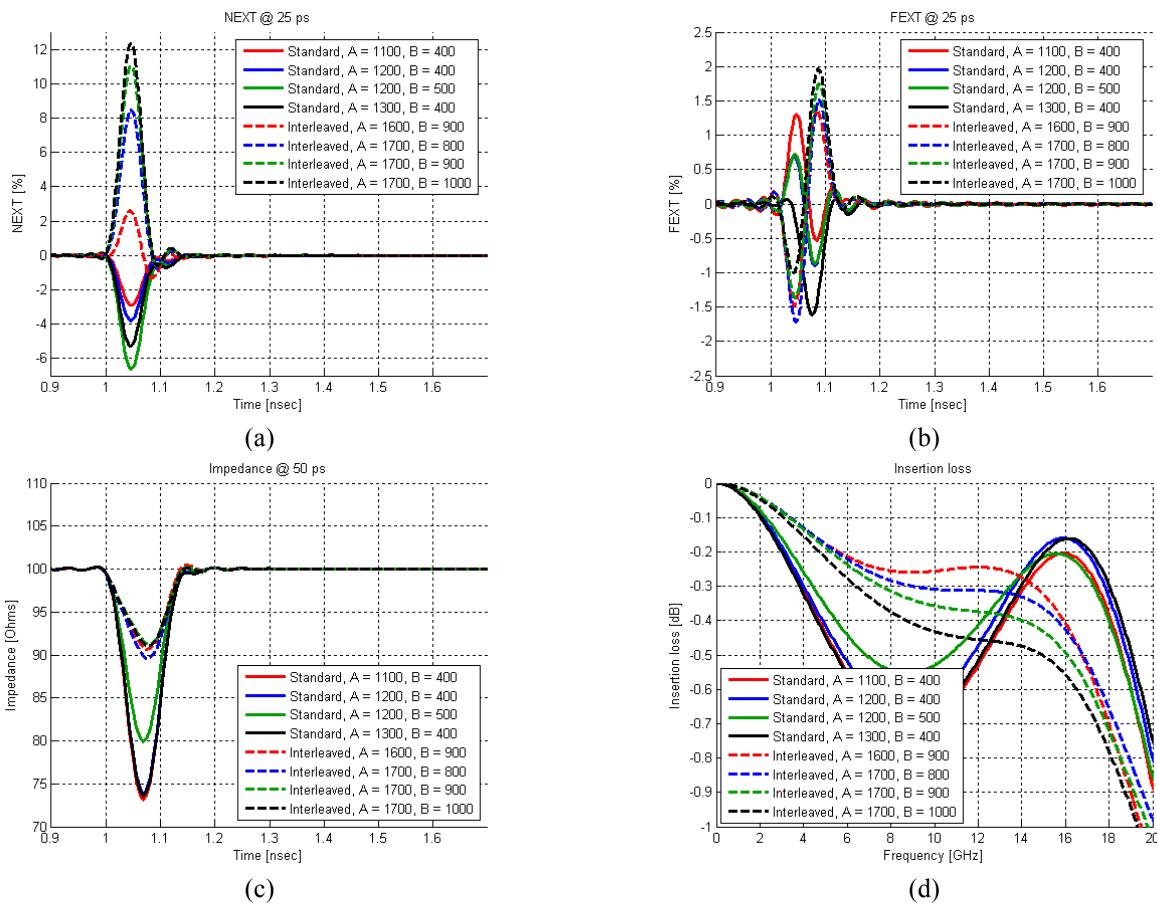 NEXT @ 25 ps
NEXT [%]
12
10
8
6
4
2
0
-2
-4
-6
0.9
1
1.1
1.2
1.3
1.4
1.5
1.6
Time [nsec]
Standard, A = 1100, B = 400
Standard, A = 1200, B = 400
Standard, A = 1200, B = 500
Standard, A = 1300, B = 400
Interleaved, A = 1600, B = 900
Interleaved, A = 1700, B = 800
Interleaved, A = 1700, B = 900
Interleaved, A = 1700, B = 1000
(a)
FEXT @ 25 ps
FEXT [%]
2.5
2
1.5
1
0.5
0
-0.5
-1
-1.5
-2
-2.5
0.9
1
1.1
1.2
1.3
1.4
1.5
1.6
Time [nsec]
Standard, A = 1100, B = 400
Standard, A = 1200, B = 400
Standard, A = 1200, B = 500
Standard, A = 1300, B = 400
Interleaved, A = 1600, B = 900
Interleaved, A = 1700, B = 800
Interleaved, A = 1700, B = 900
Interleaved, A = 1700, B = 1000
(b)
Impedance @ 50 ps
Impedance [Ohms]
110
105
100
95
90
85
80
75
70
0.9
1
1.1
1.2
1.3
1.4
1.5
1.6
Time [nsec]
Standard, A = 1100, B = 400
Standard, A = 1200, B = 400
Standard, A = 1200, B = 500
Standard, A = 1300, B = 400
Interleaved, A = 1600, B = 900
Interleaved, A = 1700, B = 800
Interleaved, A = 1700, B = 900
Interleaved, A = 1700, B = 1000
(c)
Insertion loss
Insertion loss [dB]
0
-0.1
-0.2
-0.3
-0.4
-0.5
-0.6
-0.7
-0.8
-0.9
-1
0
2
4
6
8
10
12
14
16
18
20
Frequency [GHz]
Standard, A = 1100, B = 400
Standard, A = 1200, B = 400
Standard, A = 1200, B = 500
Standard, A = 1300, B = 400
Interleaved, A = 1600, B = 900
Interleaved, A = 1700, B = 800
Interleaved, A = 1700, B = 900
Interleaved, A = 1700, B = 1000
(d)